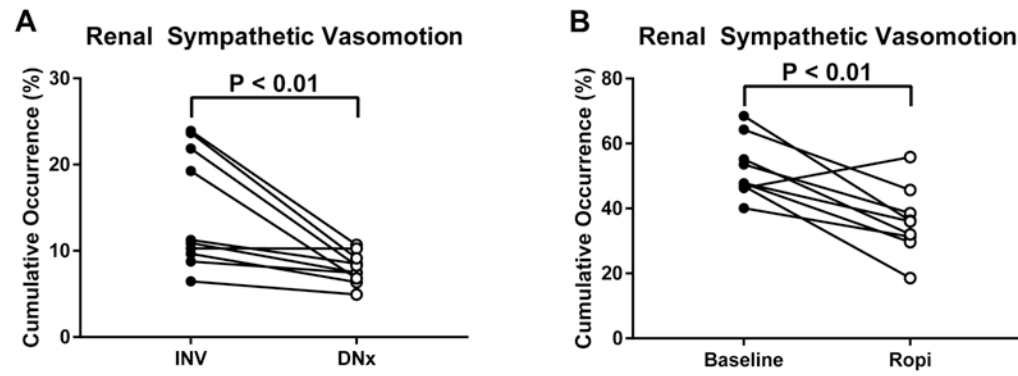 A
Renal Sympathetic Vasomotion
P < 0.01
Cumulative Occurrence (%)
30
20
10
0
INV DNx
B
Renal Sympathetic Vasomotion
P < 0.01
Cumulative Occurrence (%)
80
60
40
20
0
Baseline Ropi